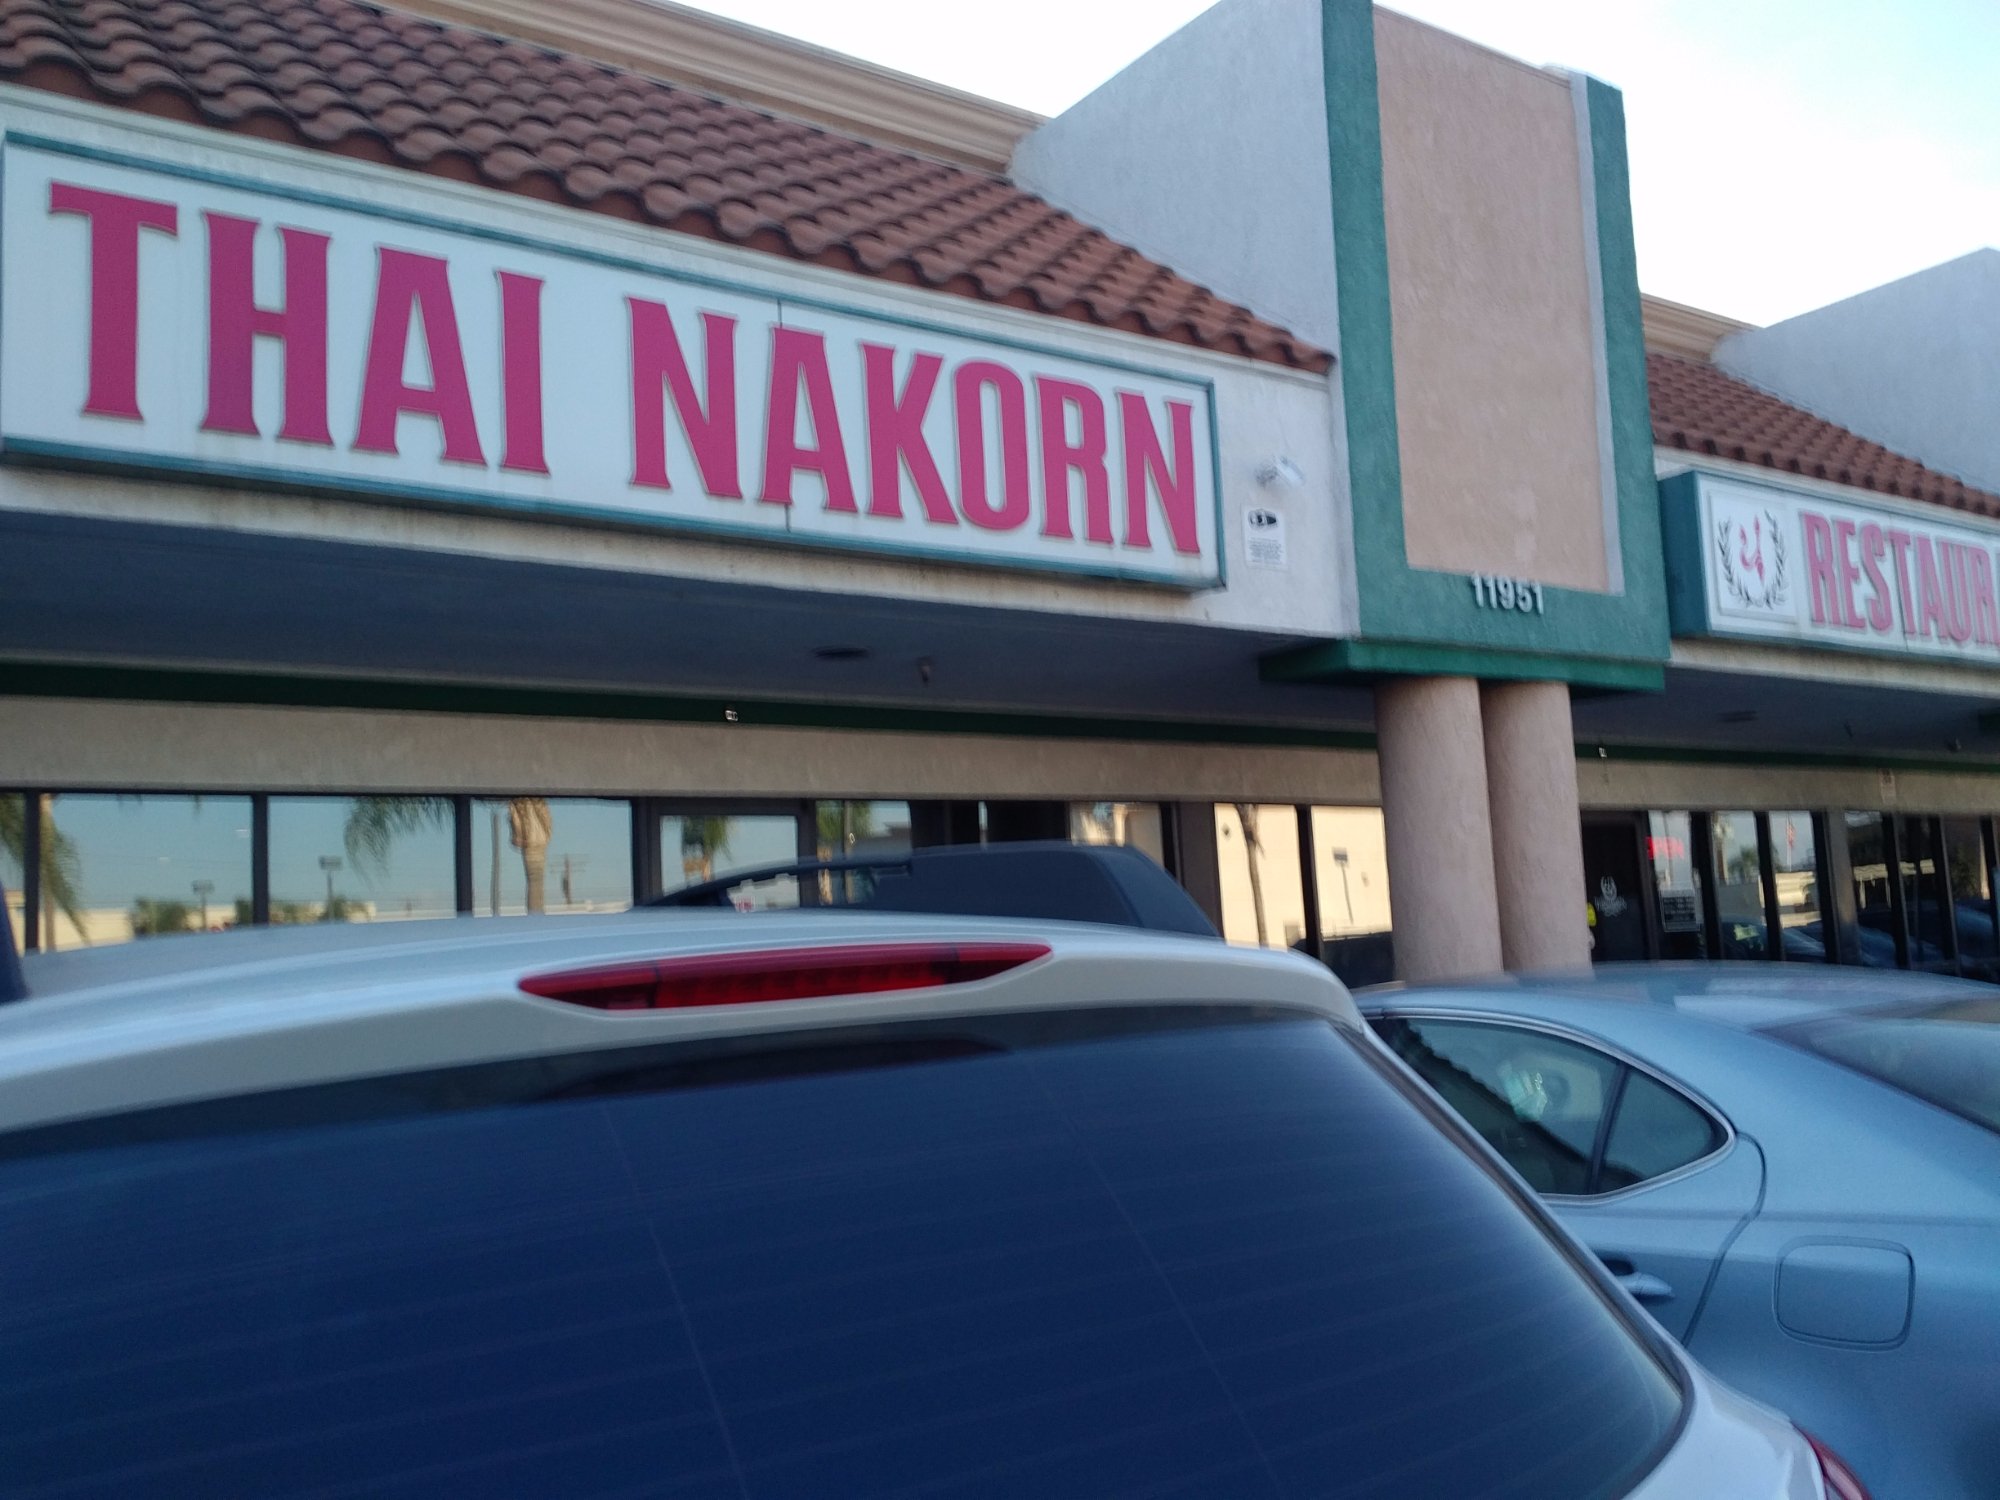 THAI NAKORN
11951
RESTAUR